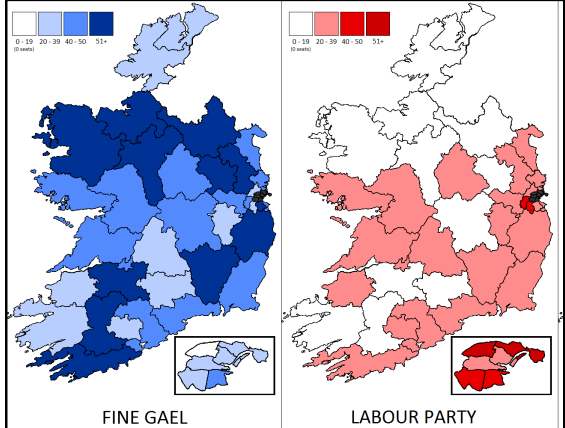 0 - 19 20 - 39 40 - 50 51+
(0 seats)
0 - 19 20 - 39 40 - 50 51+
(0 seats)
FINE GAEL
LABOUR PARTY